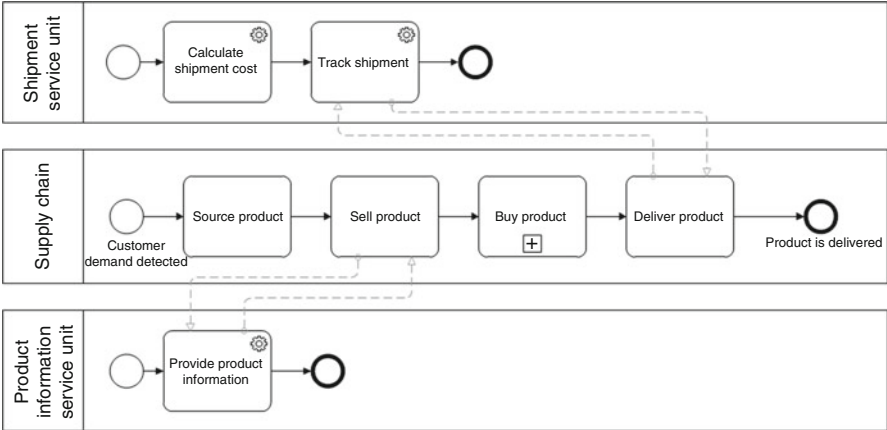 Shipment
service unit
Calculate
shipment cost
Track shipment
Supply chain
Customer
demand detected
Source product
Sell product
Buy product
Deliver product
Product is delivered
Product
information
service unit
Provide product
information